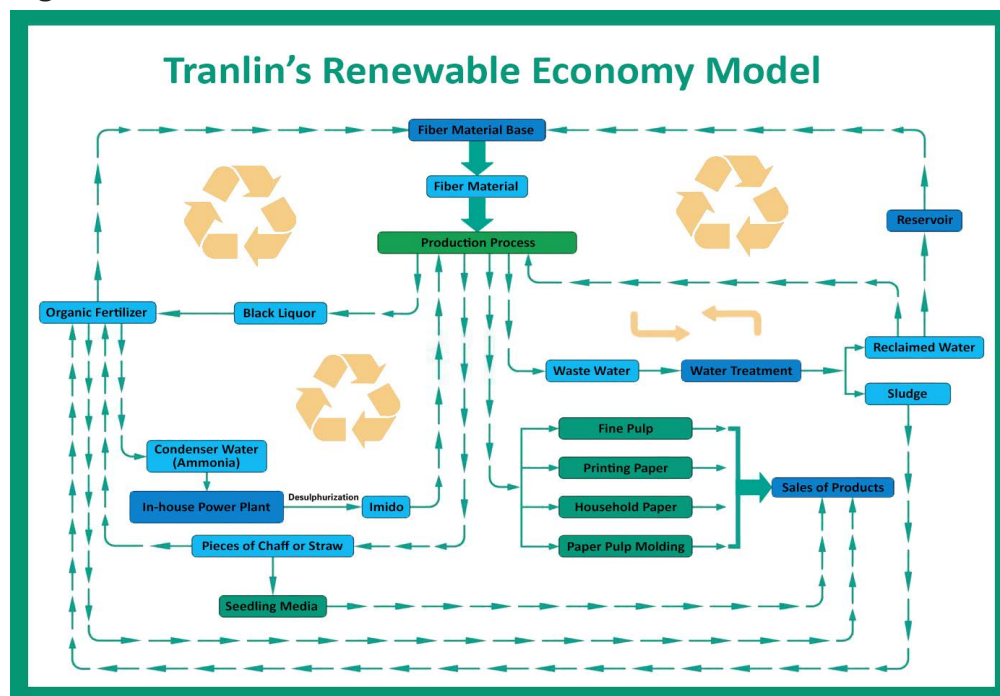 Tranlin's Renewable Economy Model
Fiber Material Base
Fiber Material
Reservoir
Production Process
Organic Fertilizer
Black Liquor
Reclaimed Water
Waste Water
Water Treatment
Sludge
Fine Pulp
Condenser Water
(Ammonia)
Printing Paper
Sales of Products
In-house Power Plant
Desulphurization
Imido
Household Paper
Pieces of Chaff or Straw
Paper Pulp Molding
Seedling Media